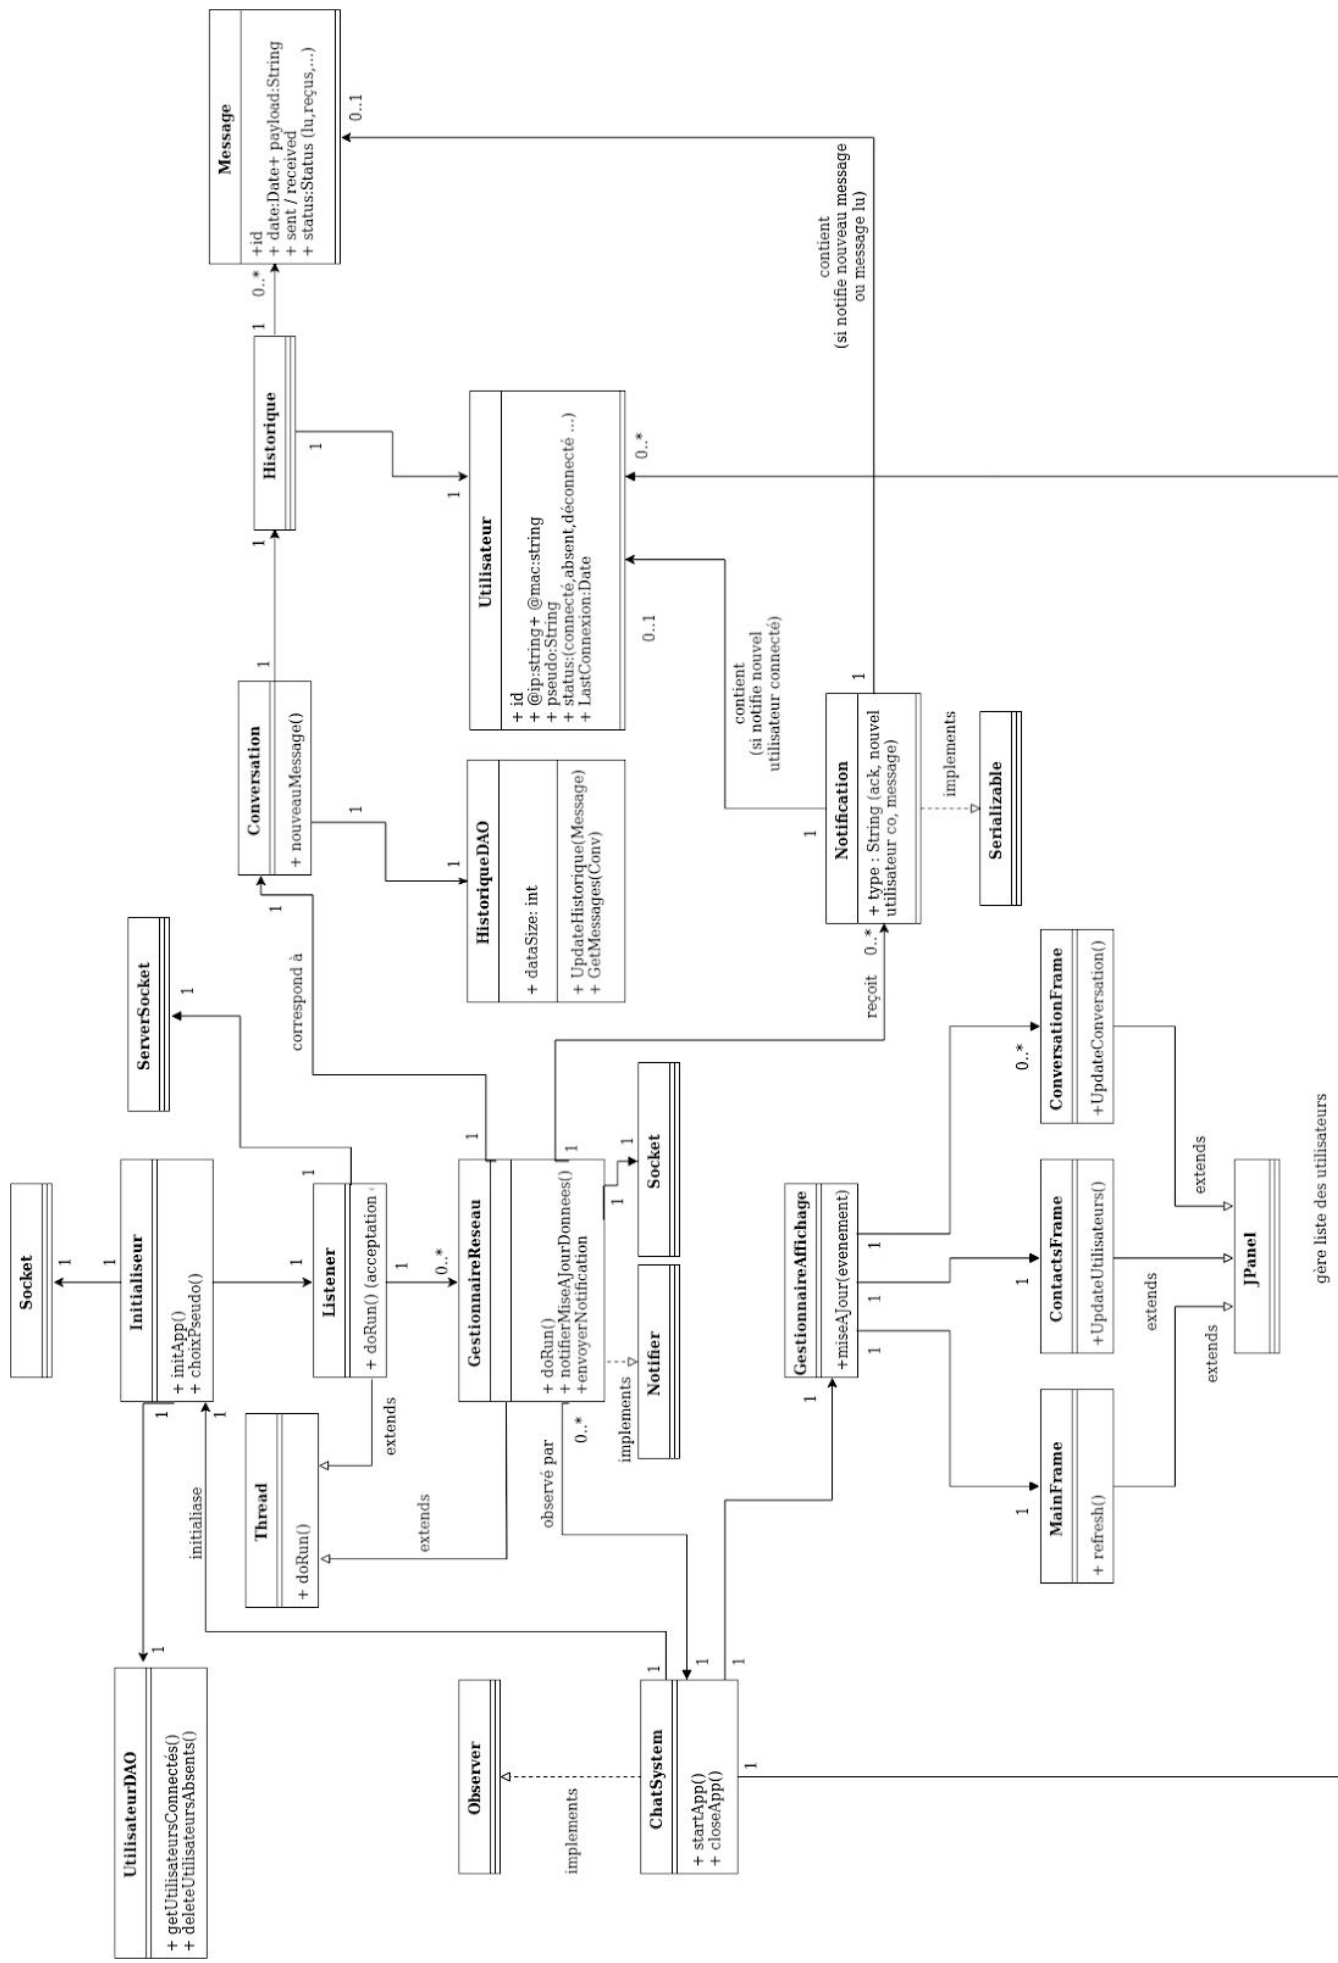 Socket
1
1
UtilisateurDAO
+ getUtilisateursConnectés()
+ deleteUtilisateursAbsents()
1
1
Initialiseur
+ initApp()
+ choixPseudo()
1
initialiase
1
ServerSocket
1
Thread
+ doRun()
extends
extends
Listener
+ doRun() (acceptation
1
1
0..*
correspond à
1
1
Conversation
+ nouveauMessage()
1
1
Historique
1
0..*
Message
+id
+ date:Date+ payload:String
+ sent / received
+ status:Status (lu,reçus,...)
0..1
1
1
HistoriqueDAO
+ dataSize: int
+ UpdateHistorique(Message)
+ GetMessages(Conv)
1
1
Utilisateur
+ id
+ @ip:string+ @mac:string
+ pseudo:String
+ status:(connecté,absent,déconnecté ...)
+ LastConnexion:Date
0..1
0..*
Observer
implements
GestionnaireReseau
+ doRun()
+ notifierMiseAJourDonnees()
+envoyerNotification
observé par
0..*
implements
Notifier
1
1
Socket
1
reçoit
0..*
ChatSystem
+ startApp()
+ closeApp()
1
1
1
1
contient
(si notifie nouvel
utilisateur connecté)
contient
(si notifie nouveau message
ou message lu)
1
1
Notification
+ type : String (ack, nouvel
utilisateur co, message)
implements
Serializable
1
GestionnaireAffichage
+miseAJour(evenement)
1
1
1
1
1
0..*
MainFrame
+ refresh()
ContactsFrame
+UpdateUtilisateurs()
ConversationFrame
+UpdateConversation()
extends
extends
extends
JPanel
gère liste des utilisateurs